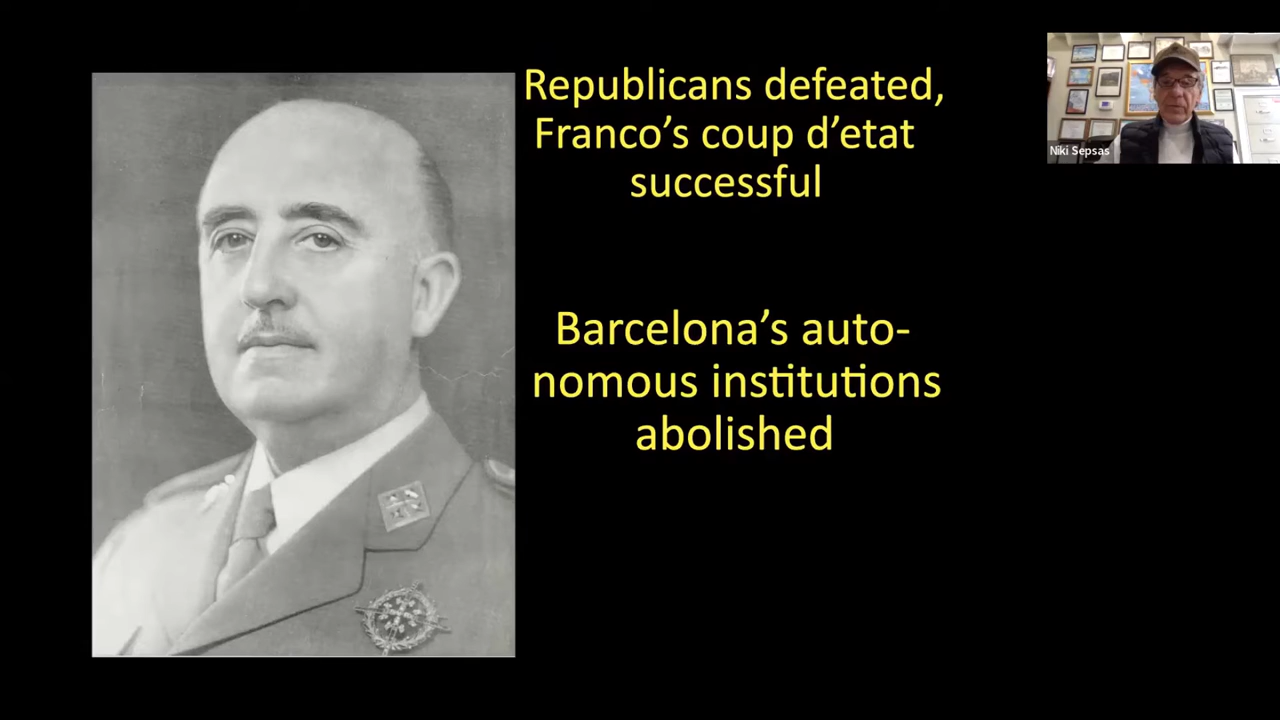 Republicans defeated,
Franco’s coup d’etat
successful
Barcelona’s auto-
nomous institutions
abolished
Niki Sepsas